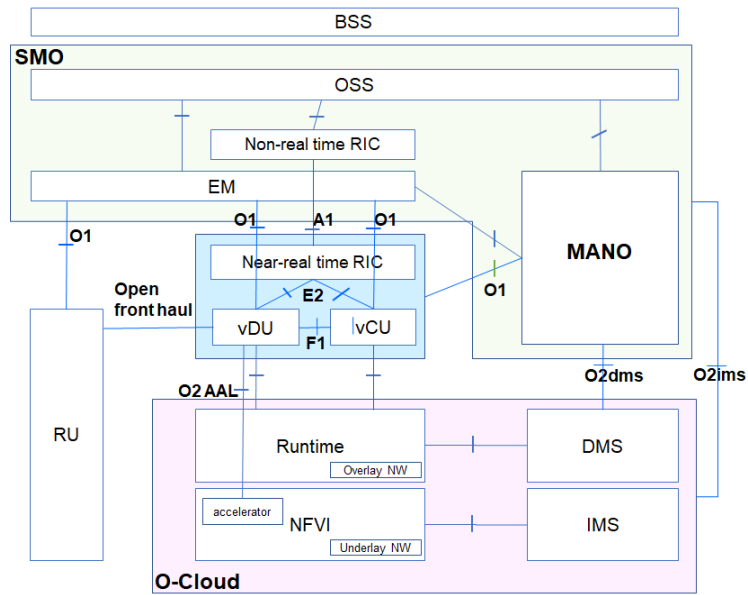 BSS
SMO
OSS
Non-real time RIC
EM
MANO
O1
O1
A1
O1
Near-real time RIC
O1
Open
front haul
E2
vDU
vCU
F1
O2 AAL
O2dms
O2ims
RU
Runtime
Overlay NW
DMS
accelerator
NFVI
Underlay NW
IMS
O-Cloud